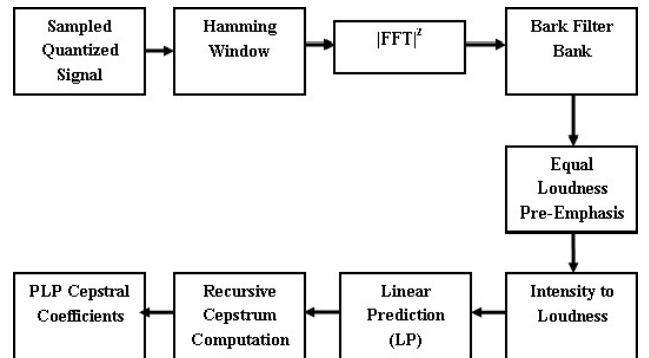 Sampled
Quantized
Signal
Hamming
Window
|FFT|²
Bark Filter
Bank
Equal
Loudness
Pre-Emphasis
Intensity to
Loudness
Linear
Prediction
(LP)
Recursive
Cepstrum
Computation
PLP Cepstral
Coefficients